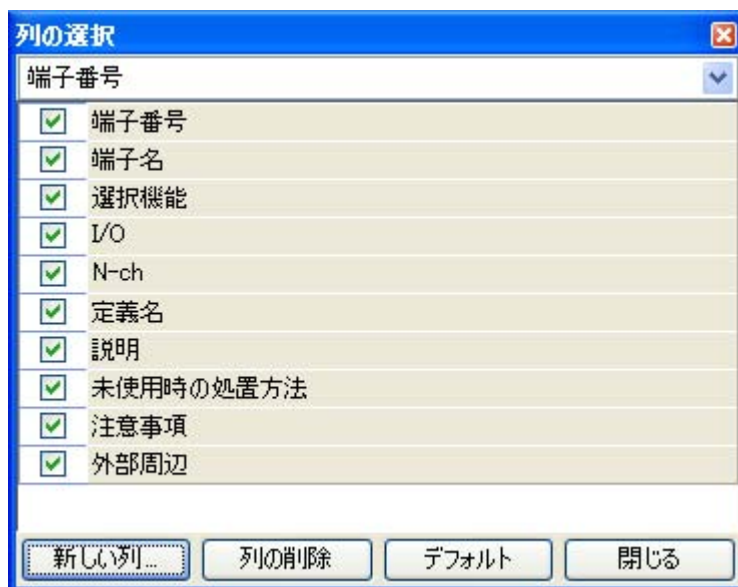 列の選択
端子番号
端子番号
端子名
選択機能
I/O
N-ch
定義名
説明
未使用時の処置方法
注意事項
外部周辺
新しい列... 列の削除 デフォルト 閉じる